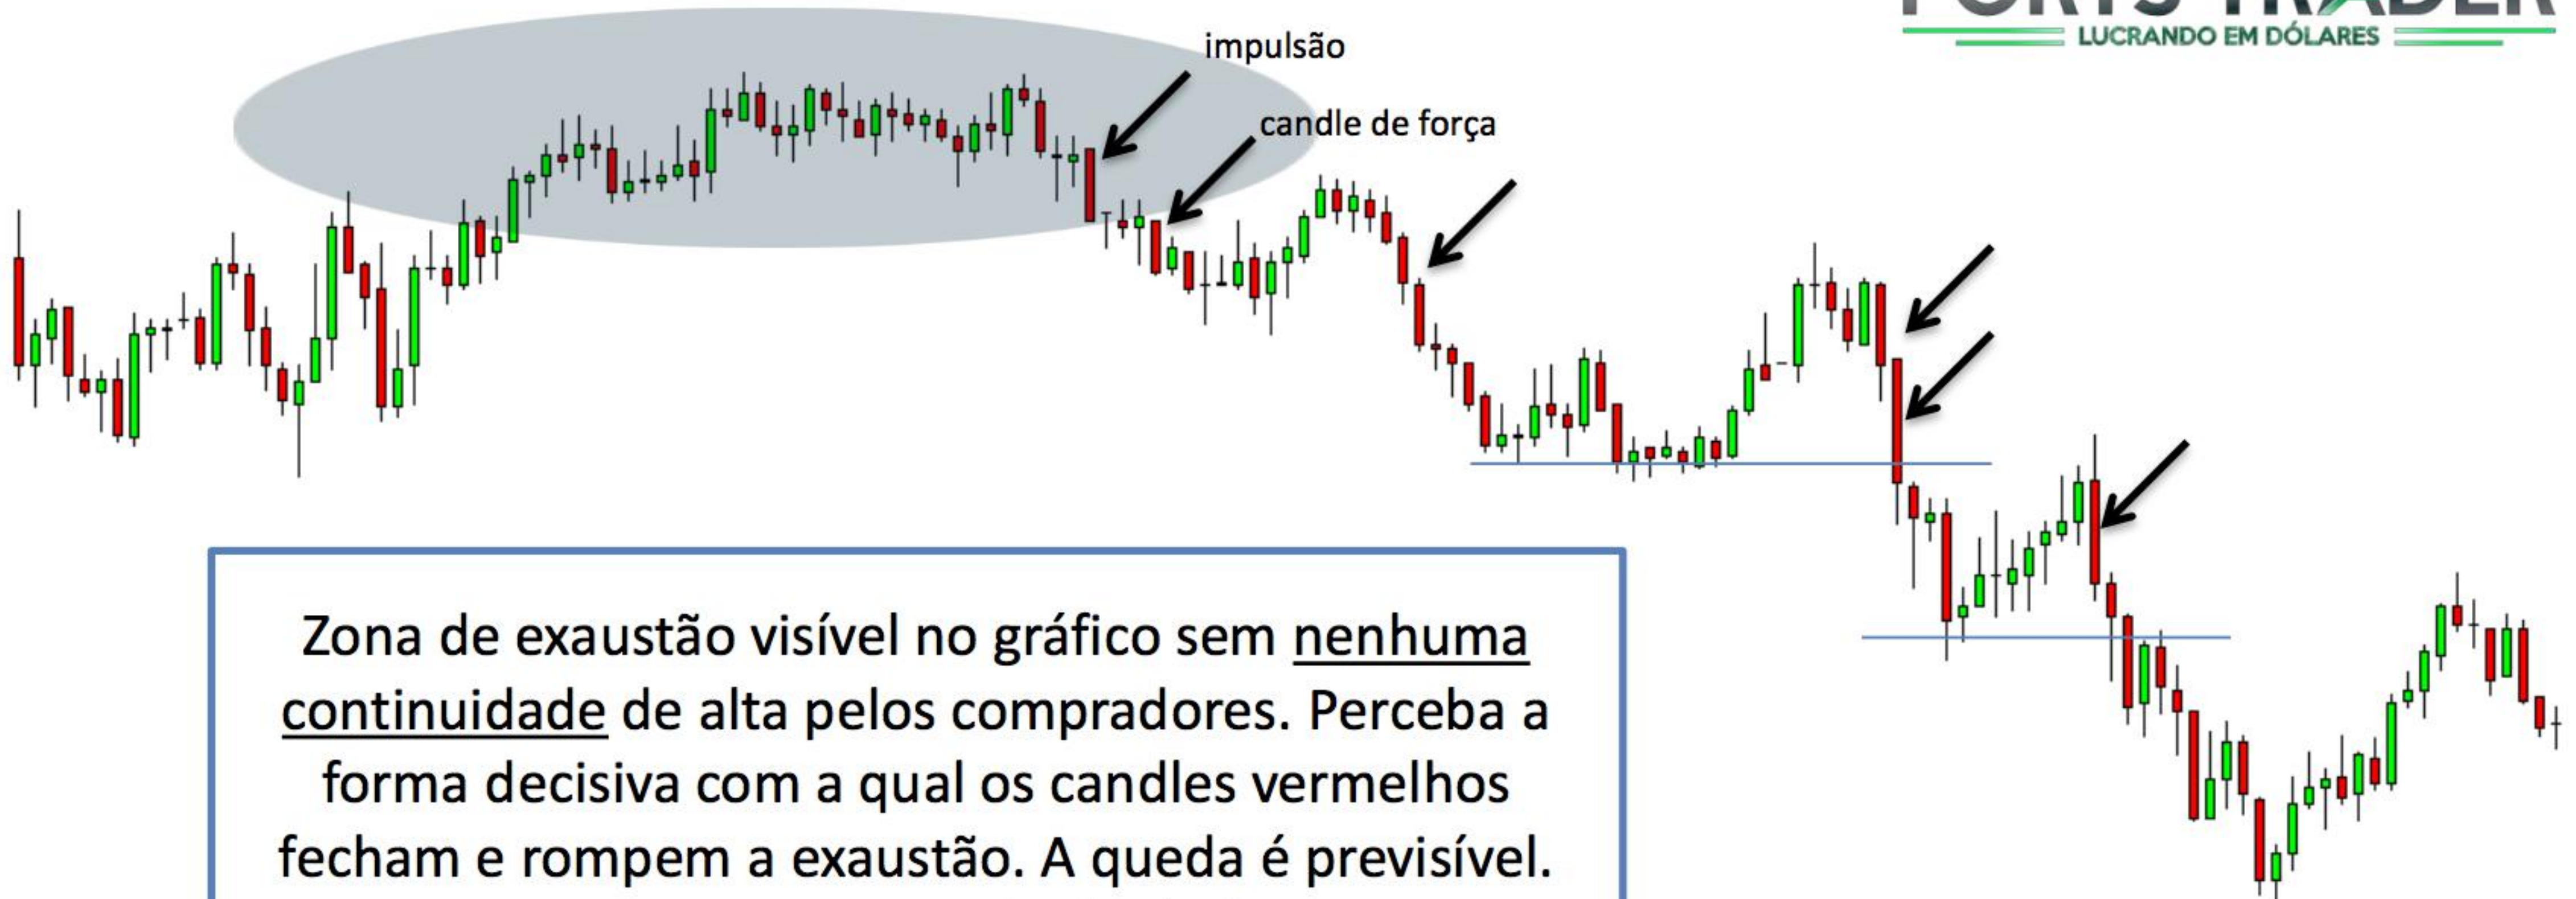 LUCRANDO EM DÓLARES
impulsão
candle de força
Zona de exaustão visível no gráfico sem nenhuma
continuidade de alta pelos compradores. Perceba a
forma decisiva com a qual os candles vermelhos
fecham e rompem a exaustão. A queda é previsível.